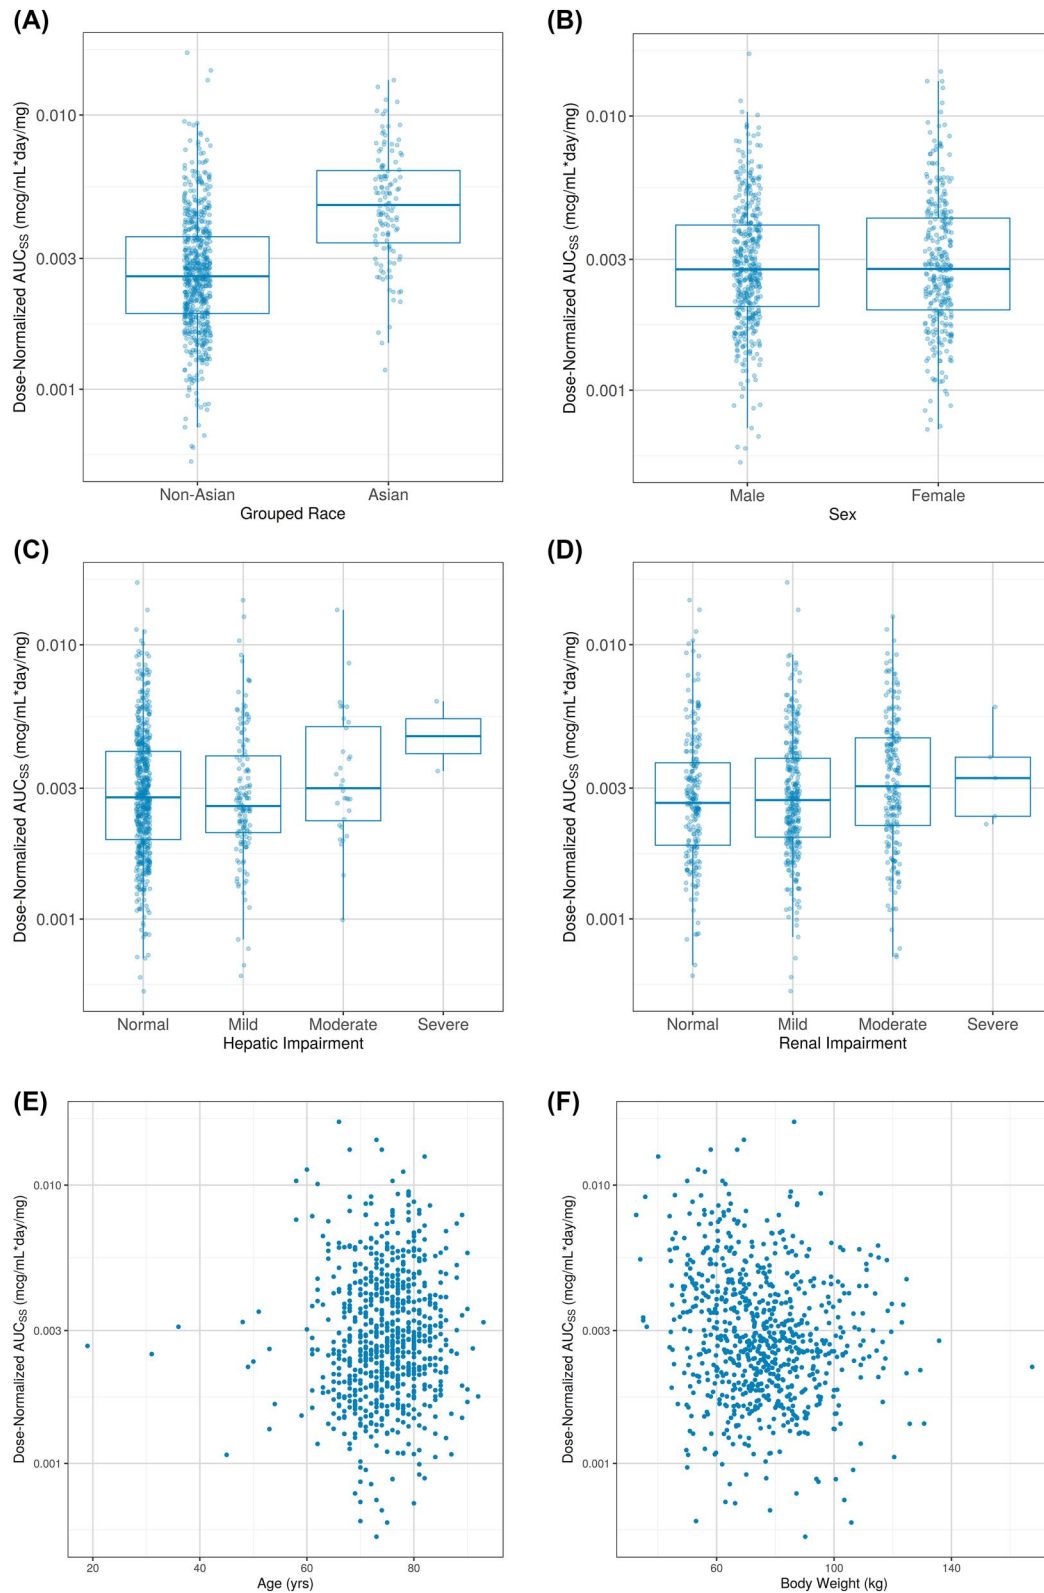 (A)
Dose-Normalized AUCSS (mcg/mL*day/mg)
0.010
0.003
0.001
Non-Asian Asian
Grouped Race
(B)
Dose-Normalized AUCSS (mcg/mL*day/mg)
0.010
0.003
0.001
Male Female
Sex
(C)
Dose-Normalized AUCSS (mcg/mL*day/mg)
0.010
0.003
0.001
Normal Mild Moderate Severe
Hepatic Impairment
(D)
Dose-Normalized AUCSS (mcg/mL*day/mg)
0.010
0.003
0.001
Normal Mild Moderate Severe
Renal Impairment
(E)
Dose-Normalized AUCSS (mcg/mL*day/mg)
0.010
0.003
0.001
20 40 60 80
Age (yrs)
(F)
Dose-Normalized AUCSS (mcg/mL*day/mg)
0.010
0.003
0.001
60 100 140
Body Weight (kg)